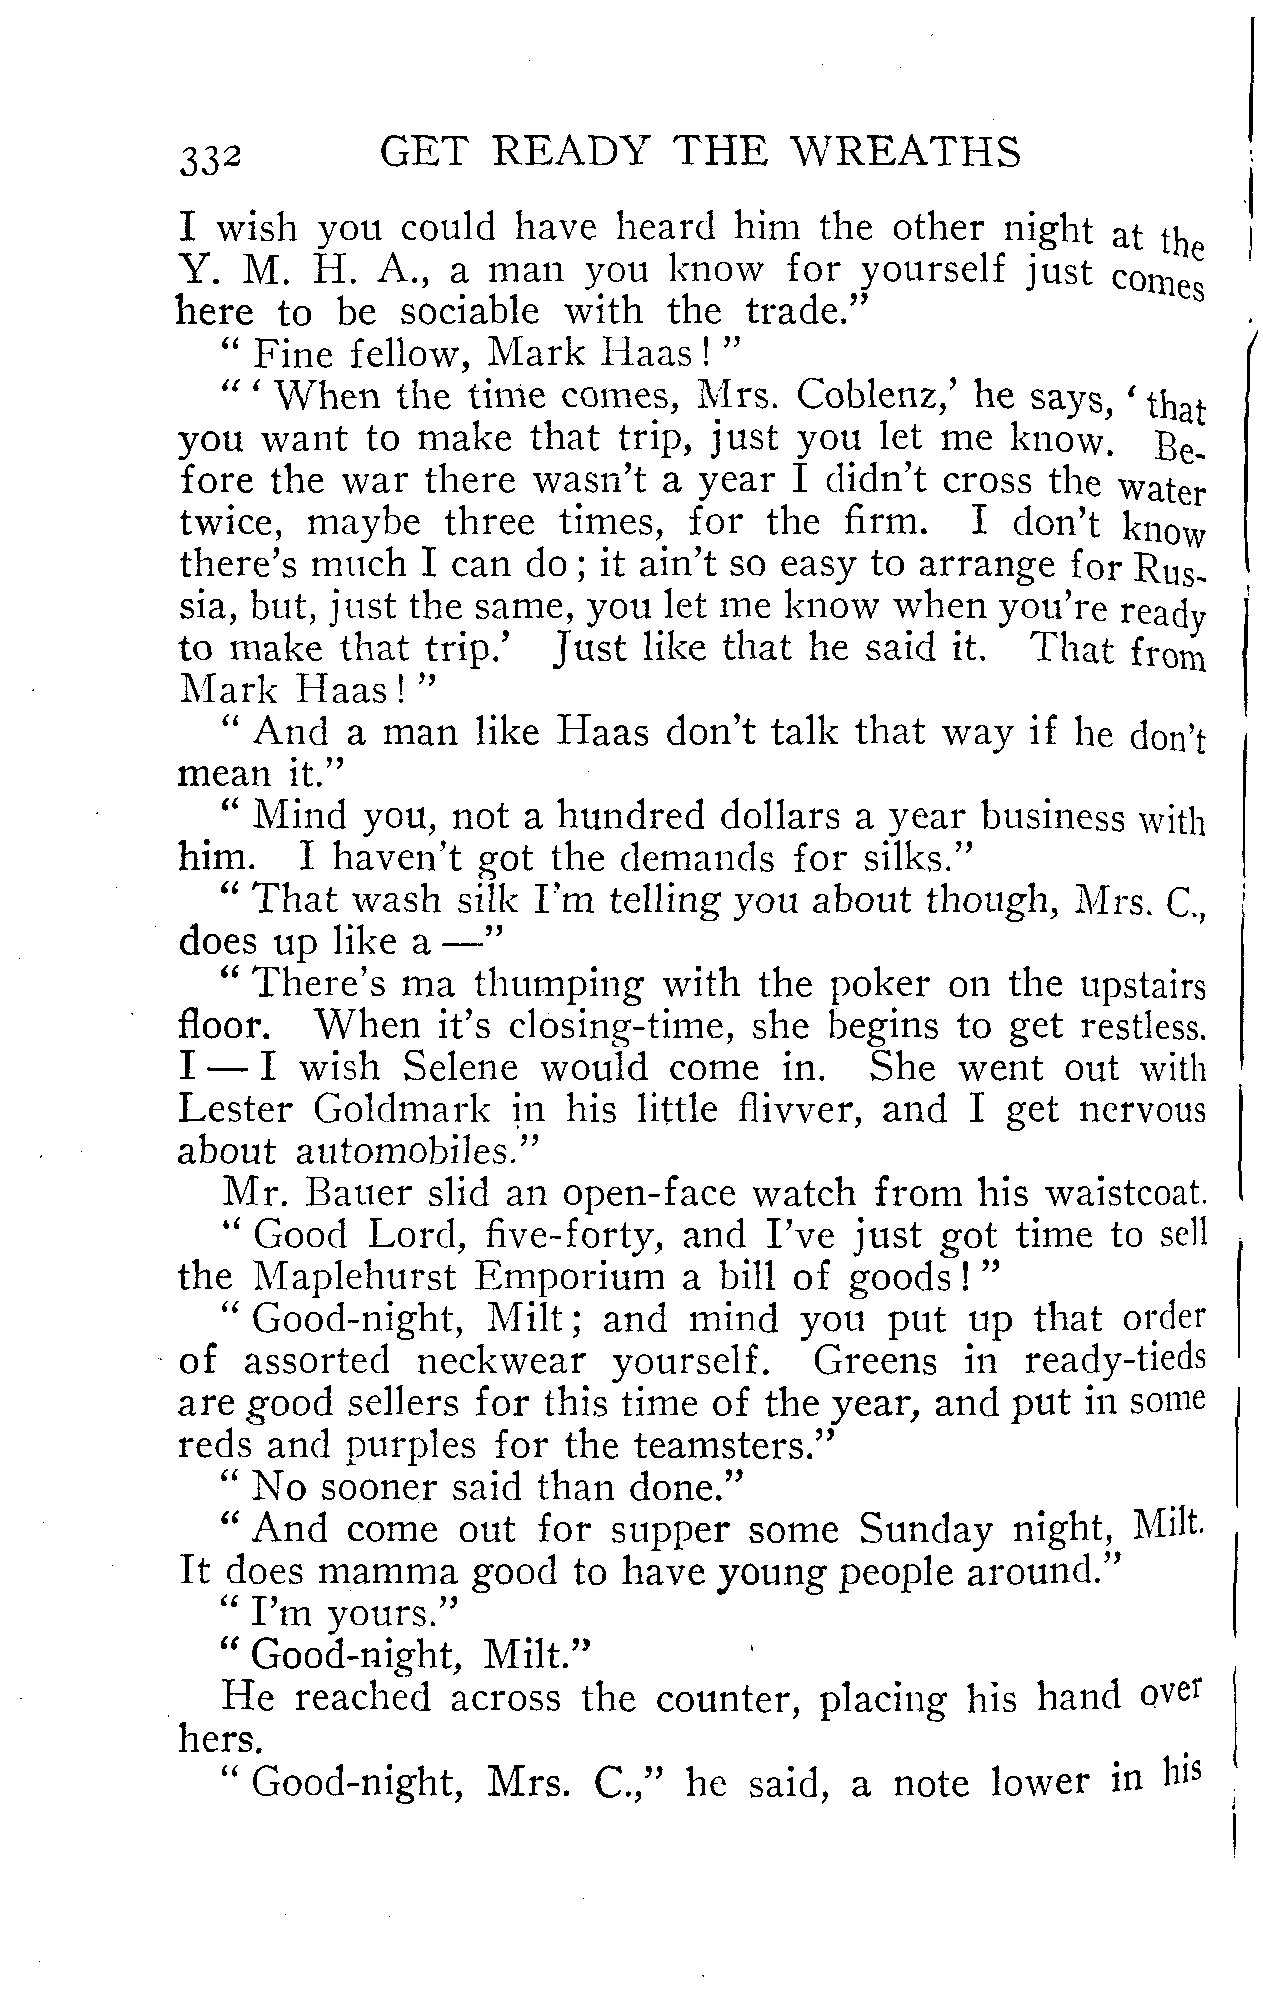 332 GET READY THE WREATHS
I wish you could have heard him the other night at the
Y. M. H. A., a man you know for yourself just comes
here to be sociable with the trade.”
“ Fine fellow, Mark Haas ! ”
“ ‘ When the time comes, Mrs. Coblenz,’ he says, ‘ that
you want to make that trip, just you let me know. Be-
fore the war there wasn’t a year I didn’t cross the water
twice, maybe three times, for the firm. I don’t know
there’s much I can do ; it ain’t so easy to arrange for Rus-
sia, but, just the same, you let me know when you’re ready
to make that trip.’ Just like that he said it. That from
Mark Haas ! ”
“ And a man like Haas don’t talk that way if he don’t
mean it.”
“ Mind you, not a hundred dollars a year business with
him. I haven’t got the demands for silks.”
“ That wash silk I’m telling you about though, Mrs. C.,
does up like a —”
“ There’s ma thumping with the poker on the upstairs
floor. When it’s closing-time, she begins to get restless.
I — I wish Selene would come in. She went out with
Lester Goldmark in his little flivver, and I get nervous
about automobiles.”
Mr. Bauer slid an open-face watch from his waistcoat.
“ Good Lord, five-forty, and I’ve just got time to sell
the Maplehurst Emporium a bill of goods ! ”
“ Good-night, Milt ; and mind you put up that order
of assorted neckwear yourself. Greens in ready-tieds
are good sellers for this time of the year, and put in some
reds and purples for the teamsters.”
“ No sooner said than done.”
“ And come out for supper some Sunday night, Milt.
It does mamma good to have young people around.”
“ I’m yours.”
“ Good-night, Milt.”
He reached across the counter, placing his hand over
hers.
“ Good-night, Mrs. C.,” he said, a note lower in his